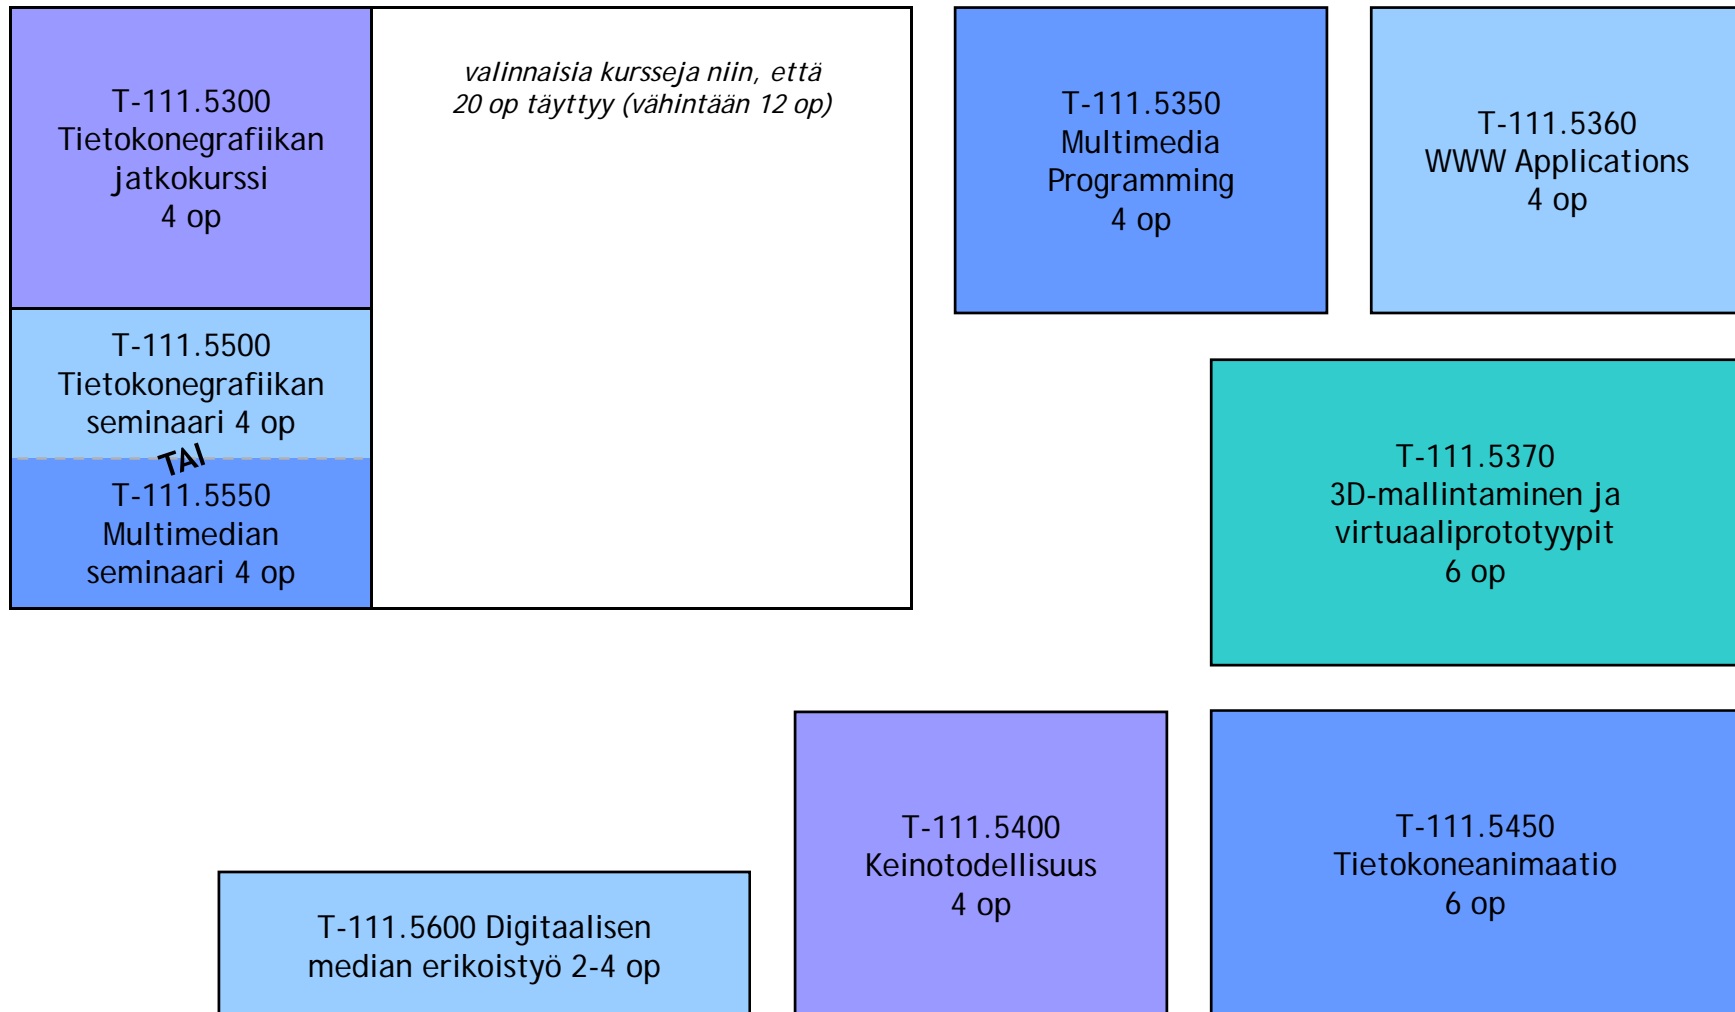 T-111.5300
Tietokonegrafiikan
jatkokurssi
4 op
valinnaisia kursseja niin, että
20 op täyttyy (vähintään 12 op)
T-111.5350
Multimedia
Programming
4 op
T-111.5360
WWW Applications
4 op
T-111.5500
Tietokonegrafiikan
seminaari 4 op
TAI
T-111.5550
Multimedian
seminaari 4 op
T-111.5370
3D-mallintaminen ja
virtuaaliprototyypit
6 op
T-111.5400
Keinotodellisuus
4 op
T-111.5450
Tietokoneanimaatio
6 op
T-111.5600 Digitaalisen
median erikoistyö 2-4 op